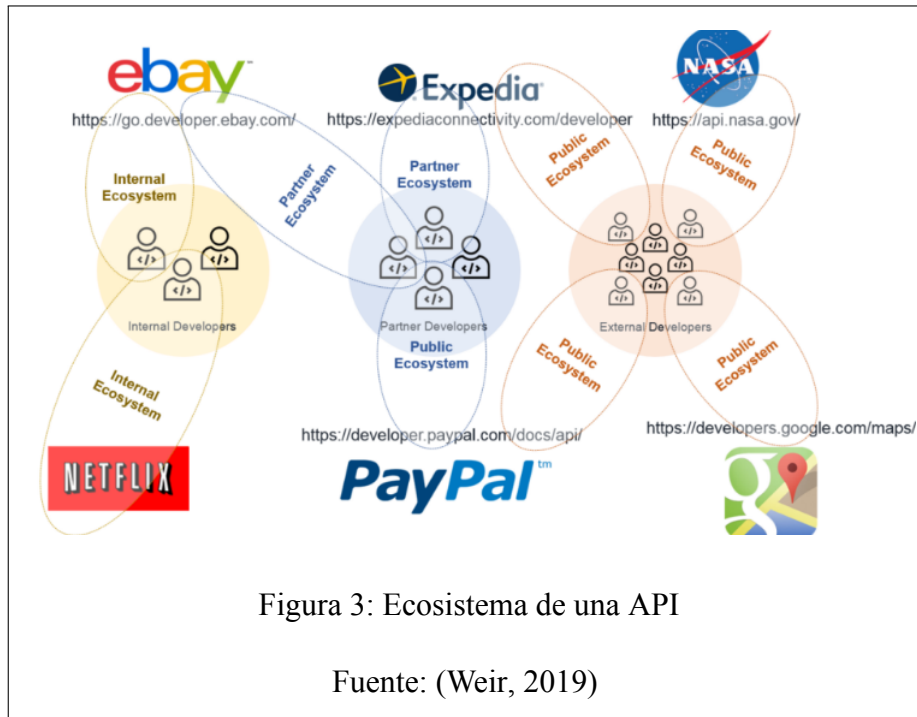 ebay™
Expedia®
NASA
https://go.developer.ebay.com/
https://expediaconnectivity.com/developer
https://api.nasa.gov/
Internal
Ecosystem
Partner
Ecosystem
Partner
Ecosystem
Public
Ecosystem
Public
Ecosystem
Internal Developers
Partner Developers
External Developers
Internal
Ecosystem
Public
Ecosystem
Public
Ecosystem
Public
Ecosystem
https://developer.paypal.com/docs/api/
https://developers.google.com/maps/
NETFLIX
PayPal™
g
Figura 3: Ecosistema de una API
Fuente: (Weir, 2019)